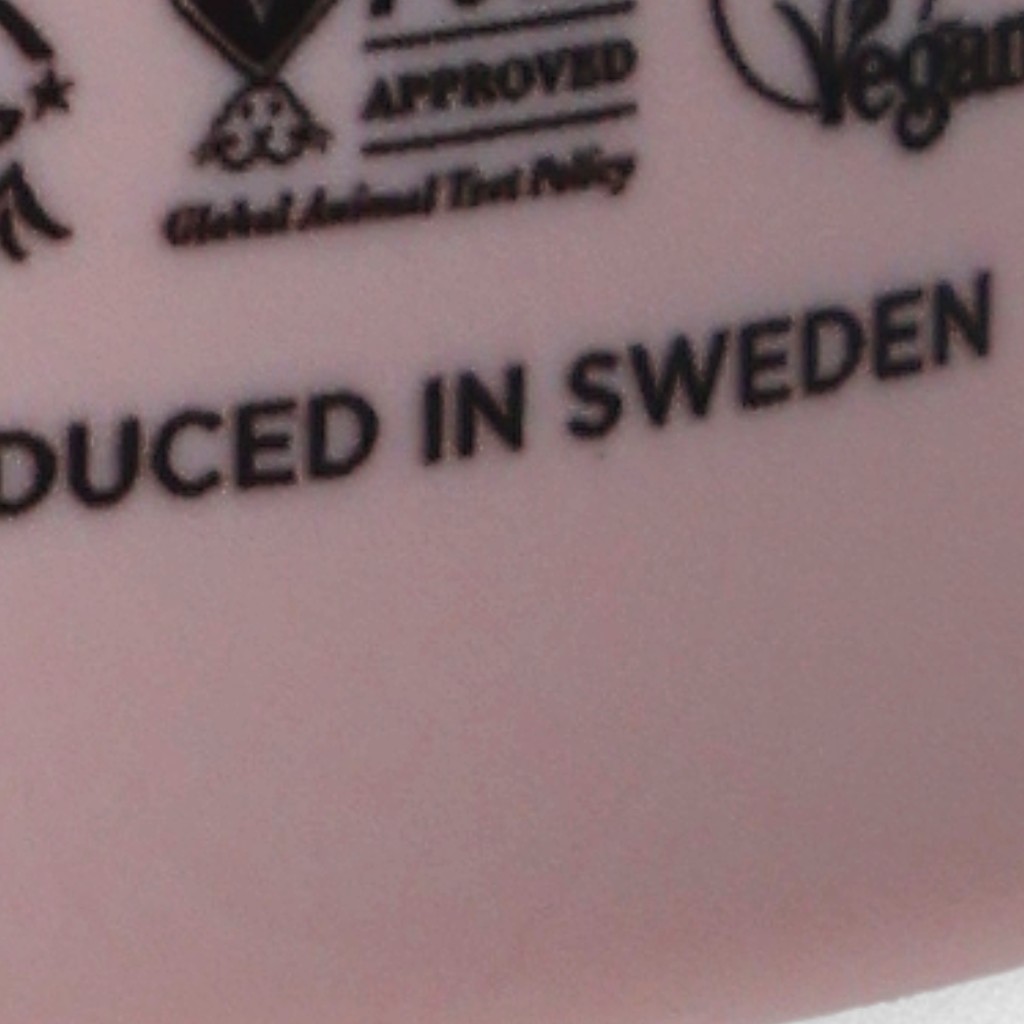 APPROVED
Global Animal Test Policy
Vegan
DUCED IN SWEDEN